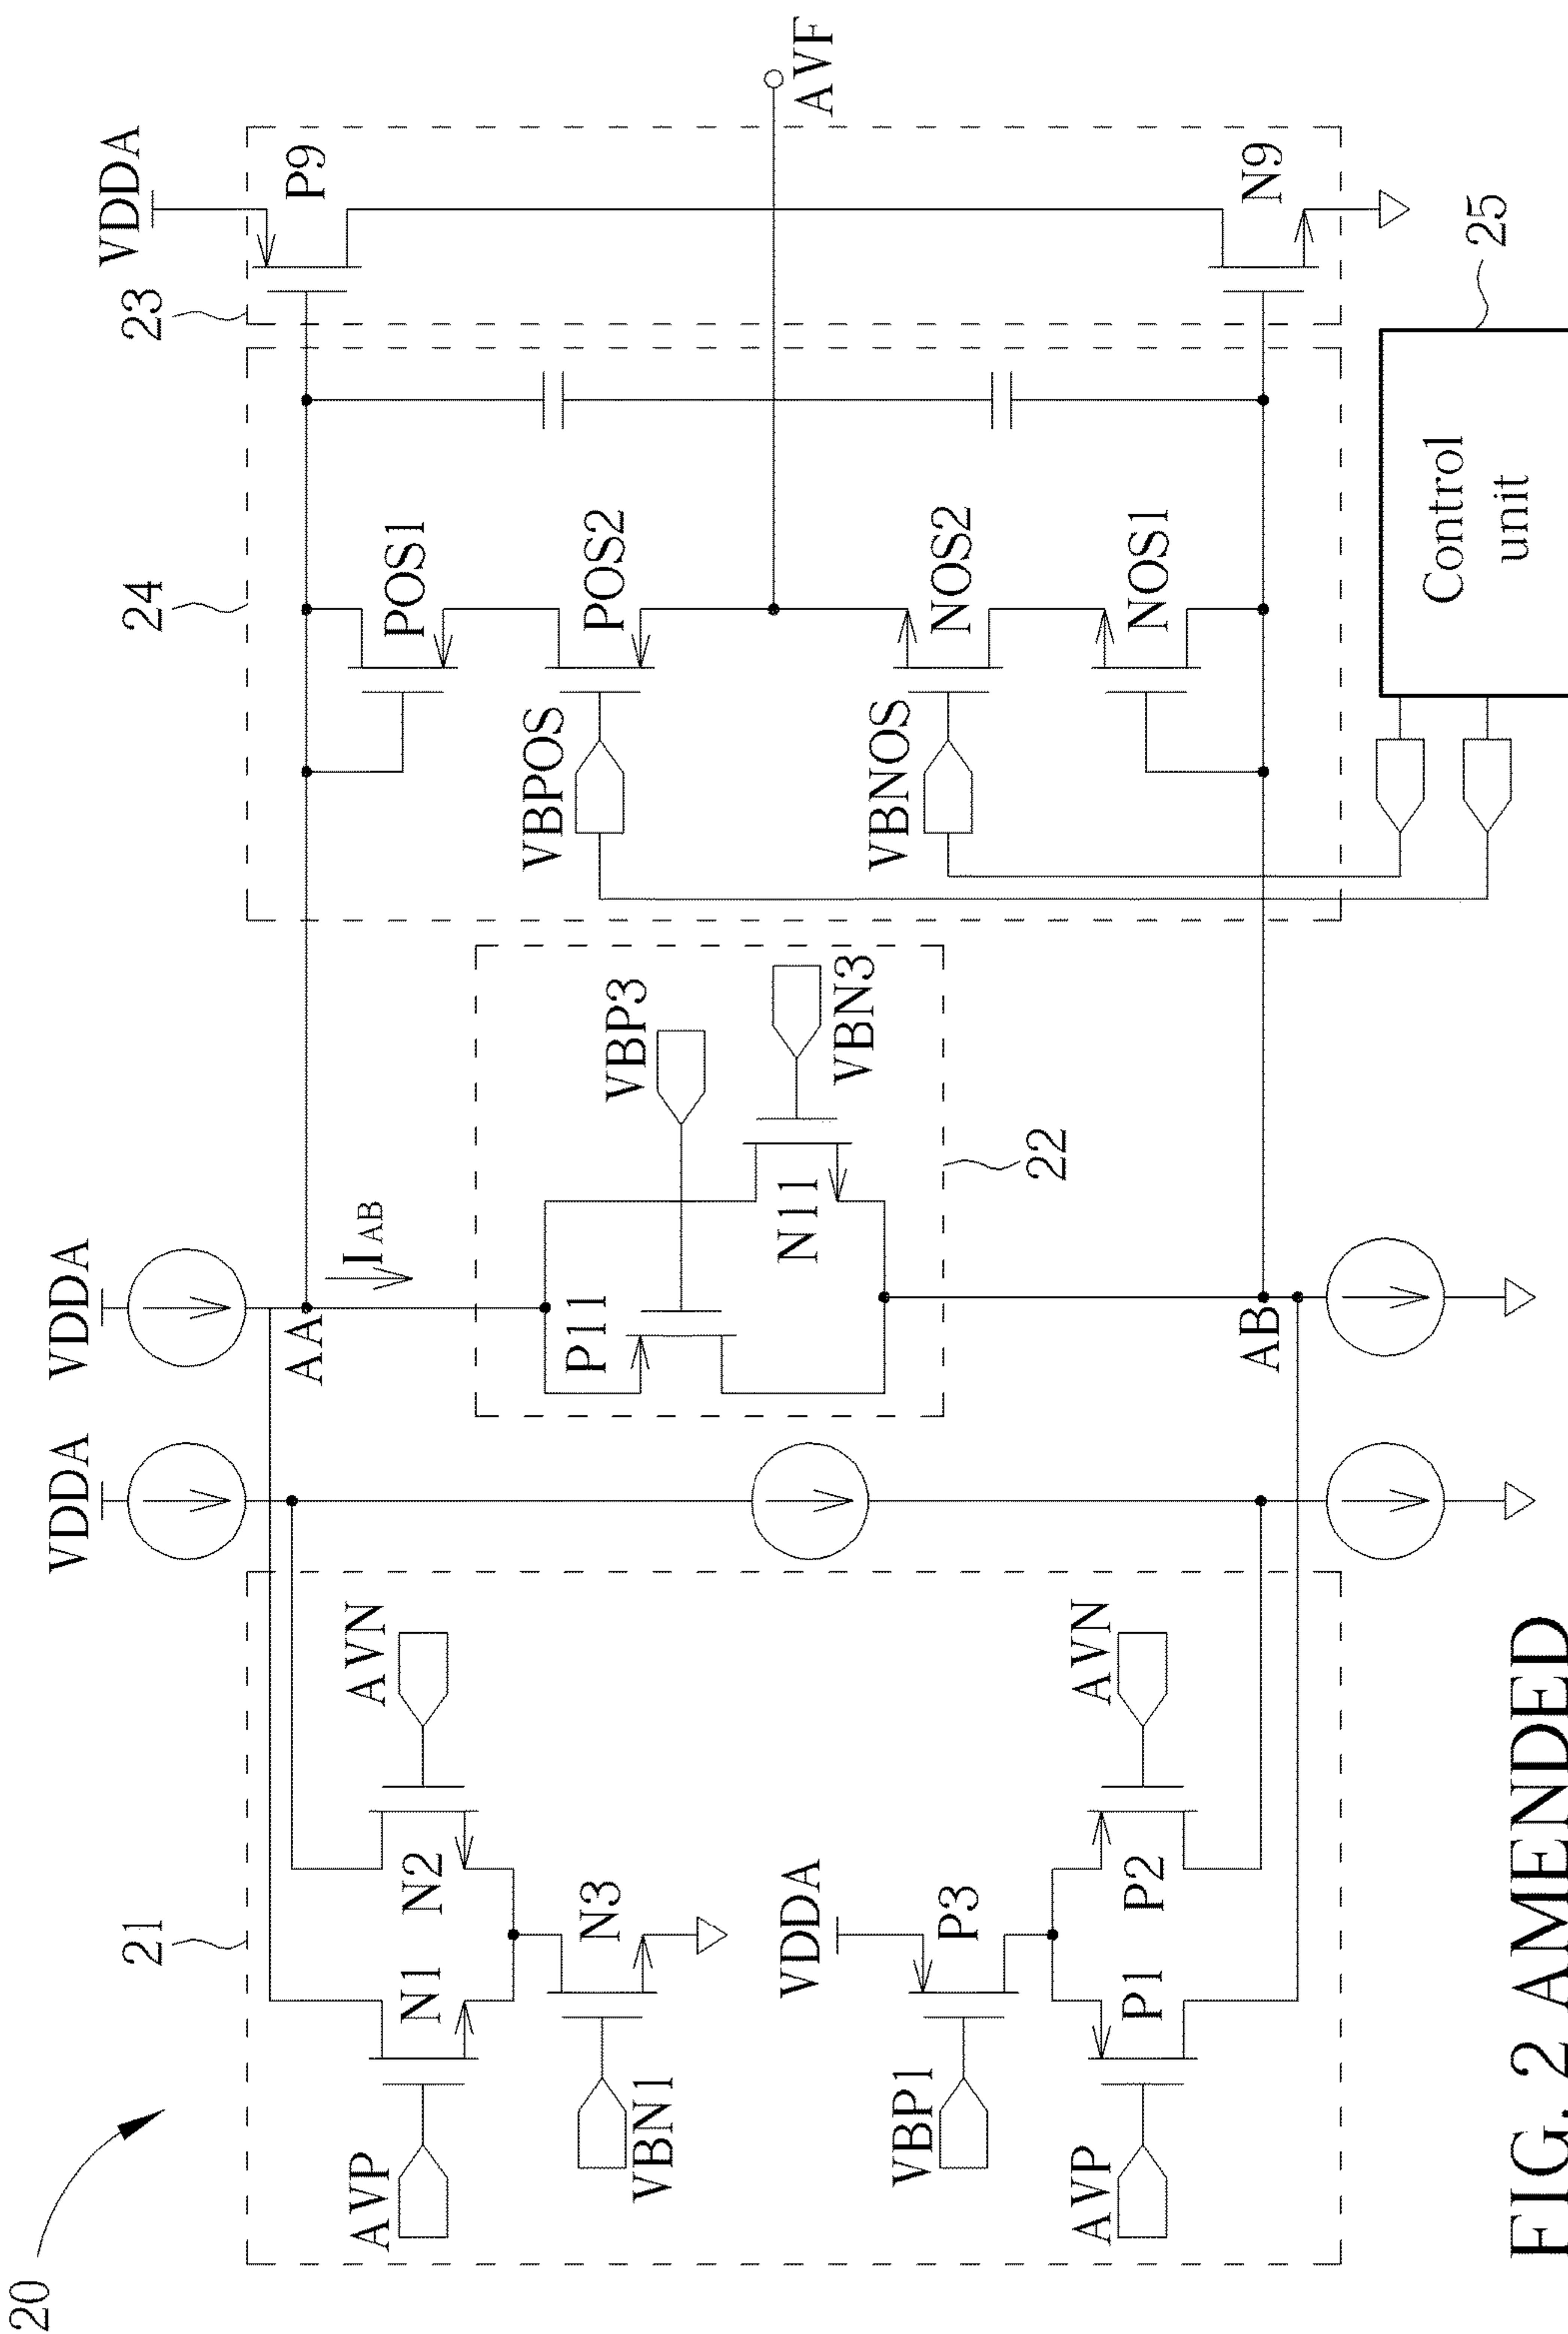 20
21
AVP
N1
N2
AVN
VBN1
N3
VDDA
VBP1
P3
AVP
P1
P2
AVN
VDDA
VDDA
AA
IAB
P11
VBP3
N11
VBN3
22
AB
24
POS1
VBPOS
POS2
VBNOS
NOS2
NOS1
23
VDDA
P9
AVF
N9
Control
unit
25
FIG. 2 AMENDED